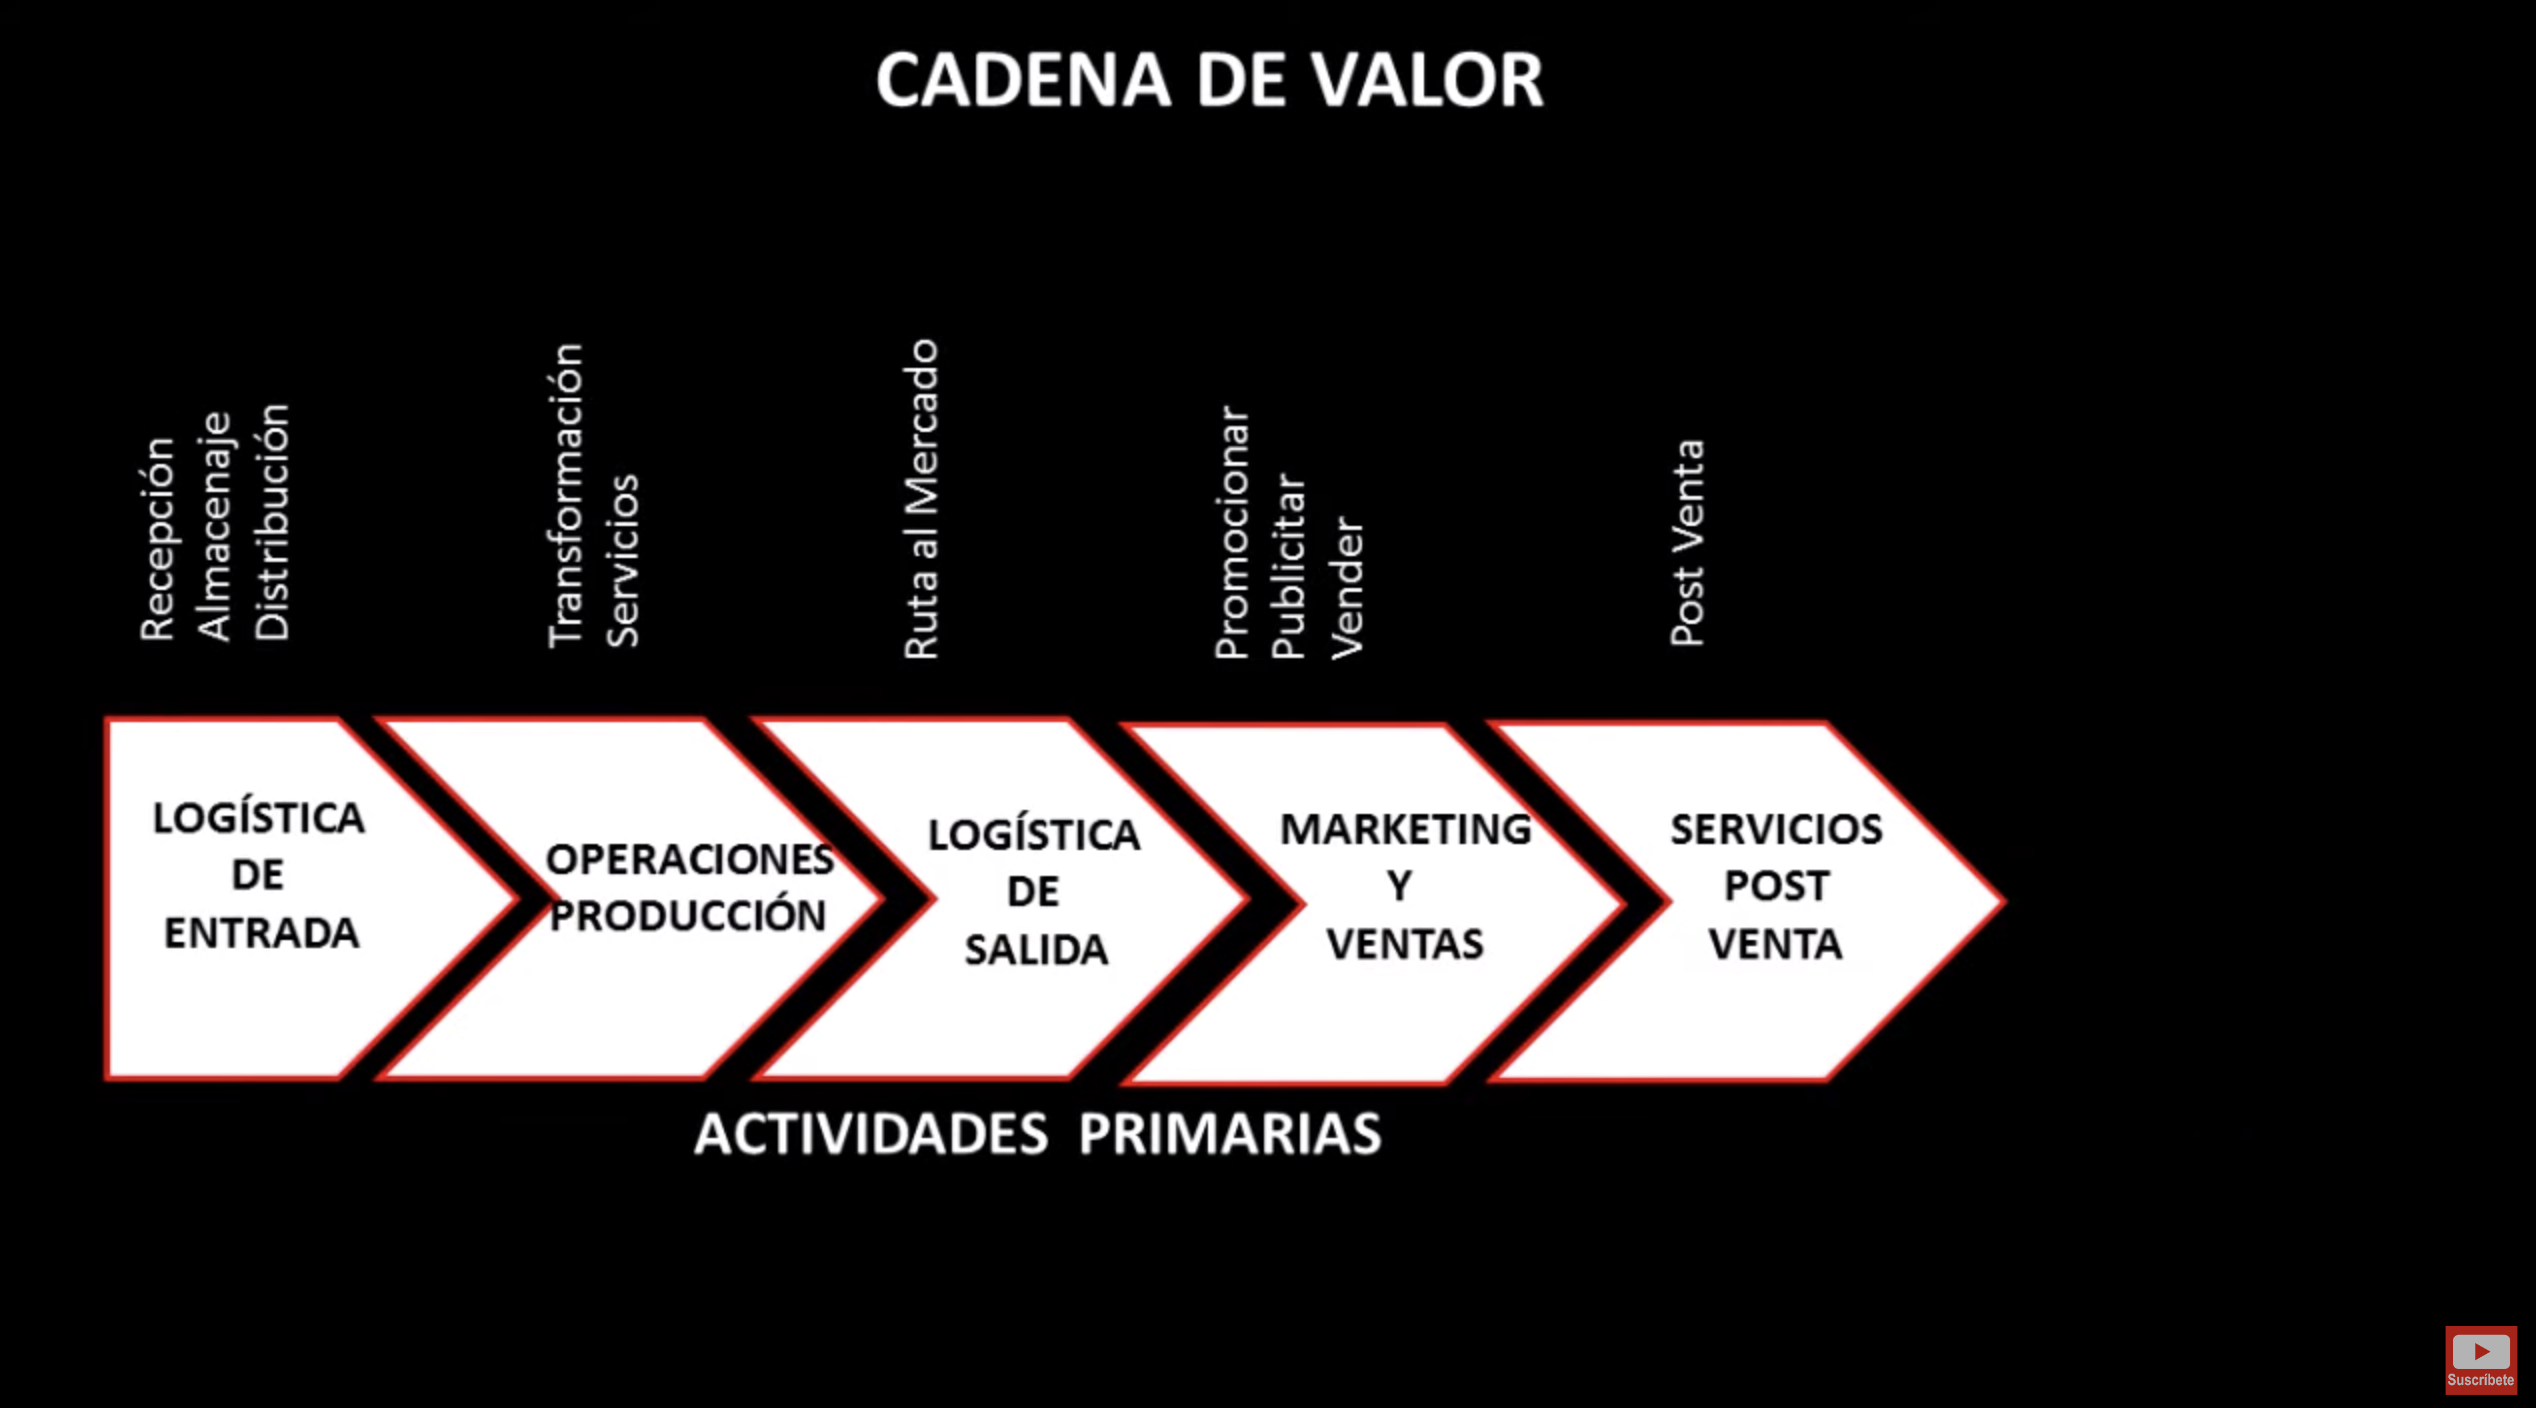 CADENA DE VALOR
Recepción
Almacenaje
Distribución
Transformación
Servicios
Ruta al Mercado
Promocionar
Publicitar
Vender
Post Venta
LOGÍSTICA
DE
ENTRADA
OPERACIONES
PRODUCCIÓN
LOGÍSTICA
DE
SALIDA
MARKETING
Y
VENTAS
SERVICIOS
POST
VENTA
ACTIVIDADES PRIMARIAS
Suscríbete